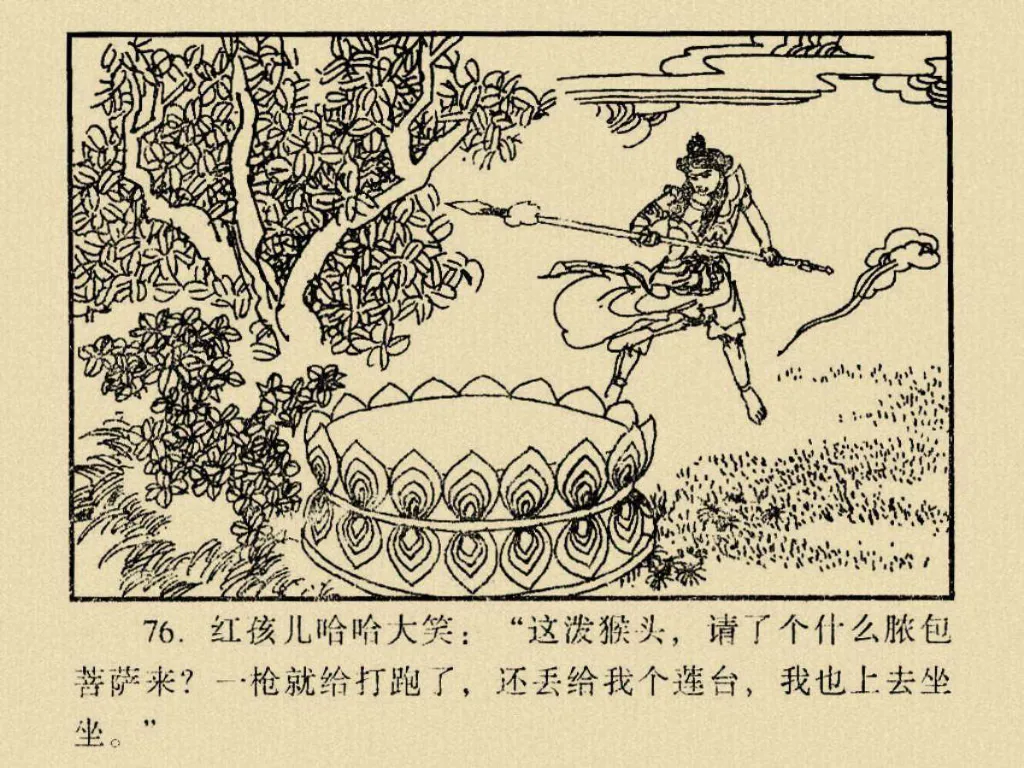 76. 红孩儿哈哈大笑：“这泼猴头，请了个什么脓包
菩萨来？一枪就给打跑了，还丢给我个莲台，我也上去坐
坐。”